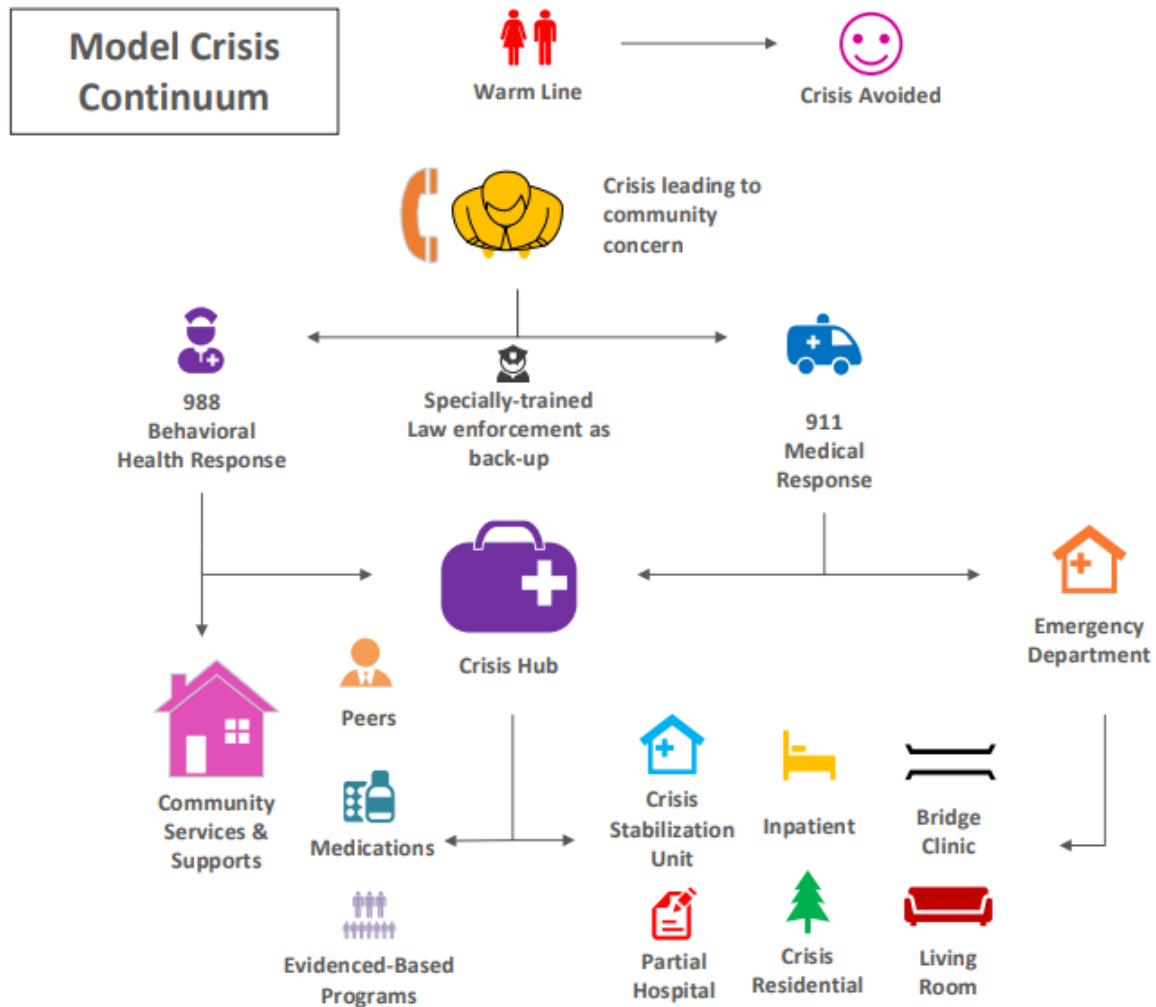 Model Crisis
Continuum
Warm Line
Crisis Avoided
Crisis leading to
community
concern
988
Behavioral
Health Response
Specially-trained
Law enforcement as
back-up
911
Medical
Response
Crisis Hub
Emergency
Department
Peers
Community
Services &
Supports
Medications
Evidenced-Based
Programs
Crisis
Stabilization
Unit
Inpatient
Bridge
Clinic
Partial
Hospital
Crisis
Residential
Living
Room